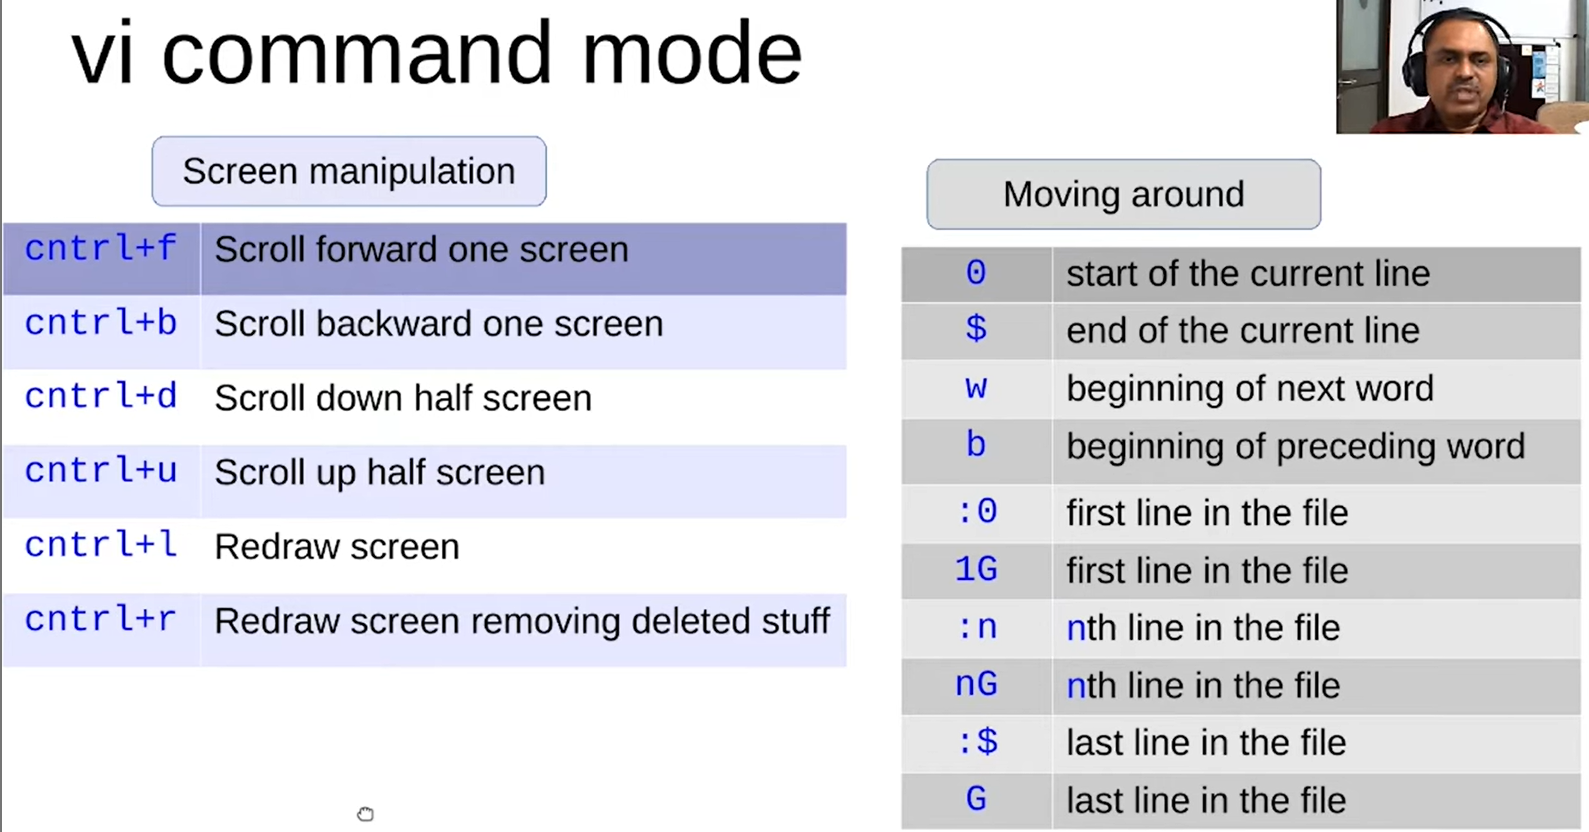 vi command mode
Screen manipulation
cntrl+f Scroll forward one screen
cntrl+b Scroll backward one screen
cntrl+d Scroll down half screen
cntrl+u Scroll up half screen
cntrl+l Redraw screen
cntrl+r Redraw screen removing deleted stuff
Moving around
0 start of the current line
$ end of the current line
w beginning of next word
b beginning of preceding word
:0 first line in the file
1G first line in the file
:n nth line in the file
nG nth line in the file
:$ last line in the file
G last line in the file